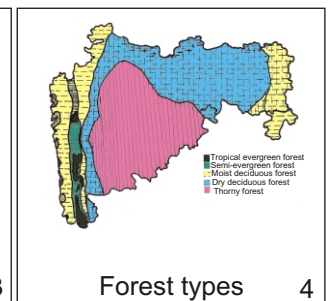 Tropical evergreen forest
Semi-evergreen forest
Moist deciduous forest
Dry deciduous forest
Thorny forest
Forest types 4